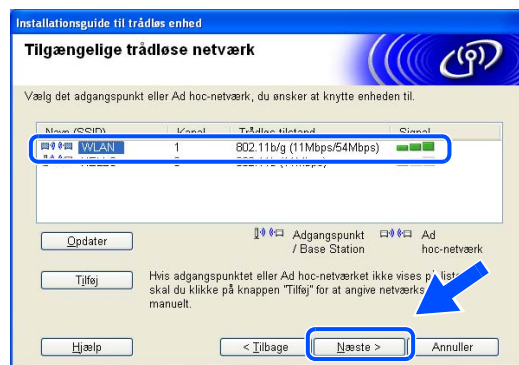 Installationsguide til trådløs enhed
Tilgængelige trådløse netværk
Vælg det adgangspunkt eller Ad hoc-netværk, du ønsker at knytte enheden til.
Navn (SSID) Kanal Trådløs tilstand Signal
WLAN 1 802.11b/g (11Mbps/54Mbps)
HELLO
Opdater
Adgangspunkt / Base Station
Ad hoc-netværk
Tilføj
Hvis adgangspunktet eller Ad hoc-netværket ikke vises på liste
skal du klikke på knappen "Tilføj" for at angive netværks
manuelt.
Hjælp
< Tilbage
Næste >
Annuller